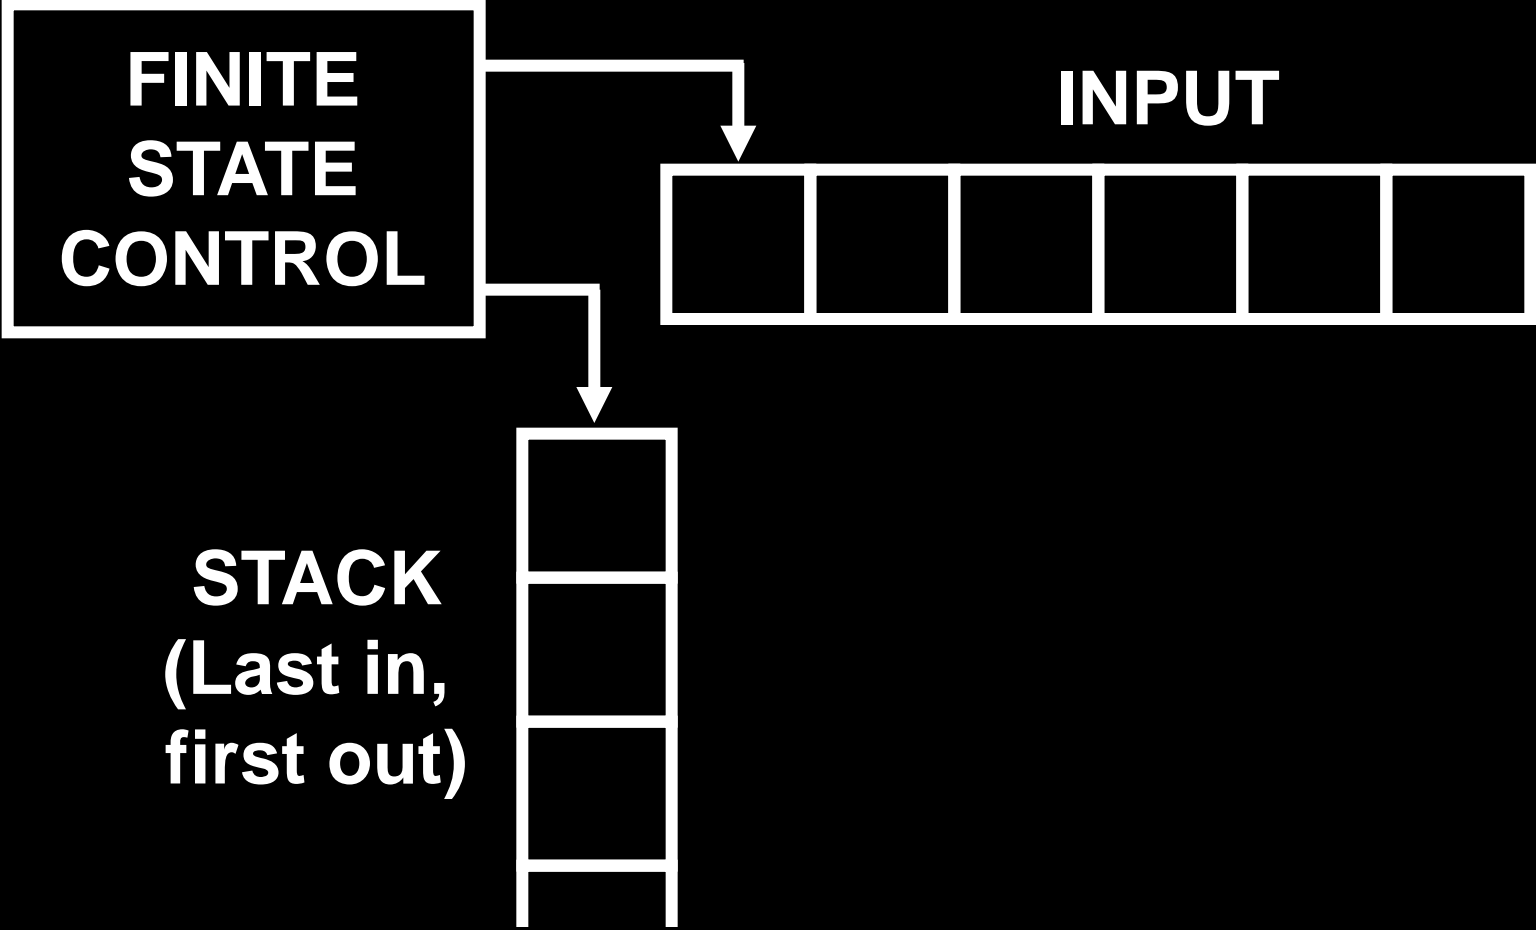 FINITE
STATE
CONTROL
INPUT
STACK
(Last in,
first out)